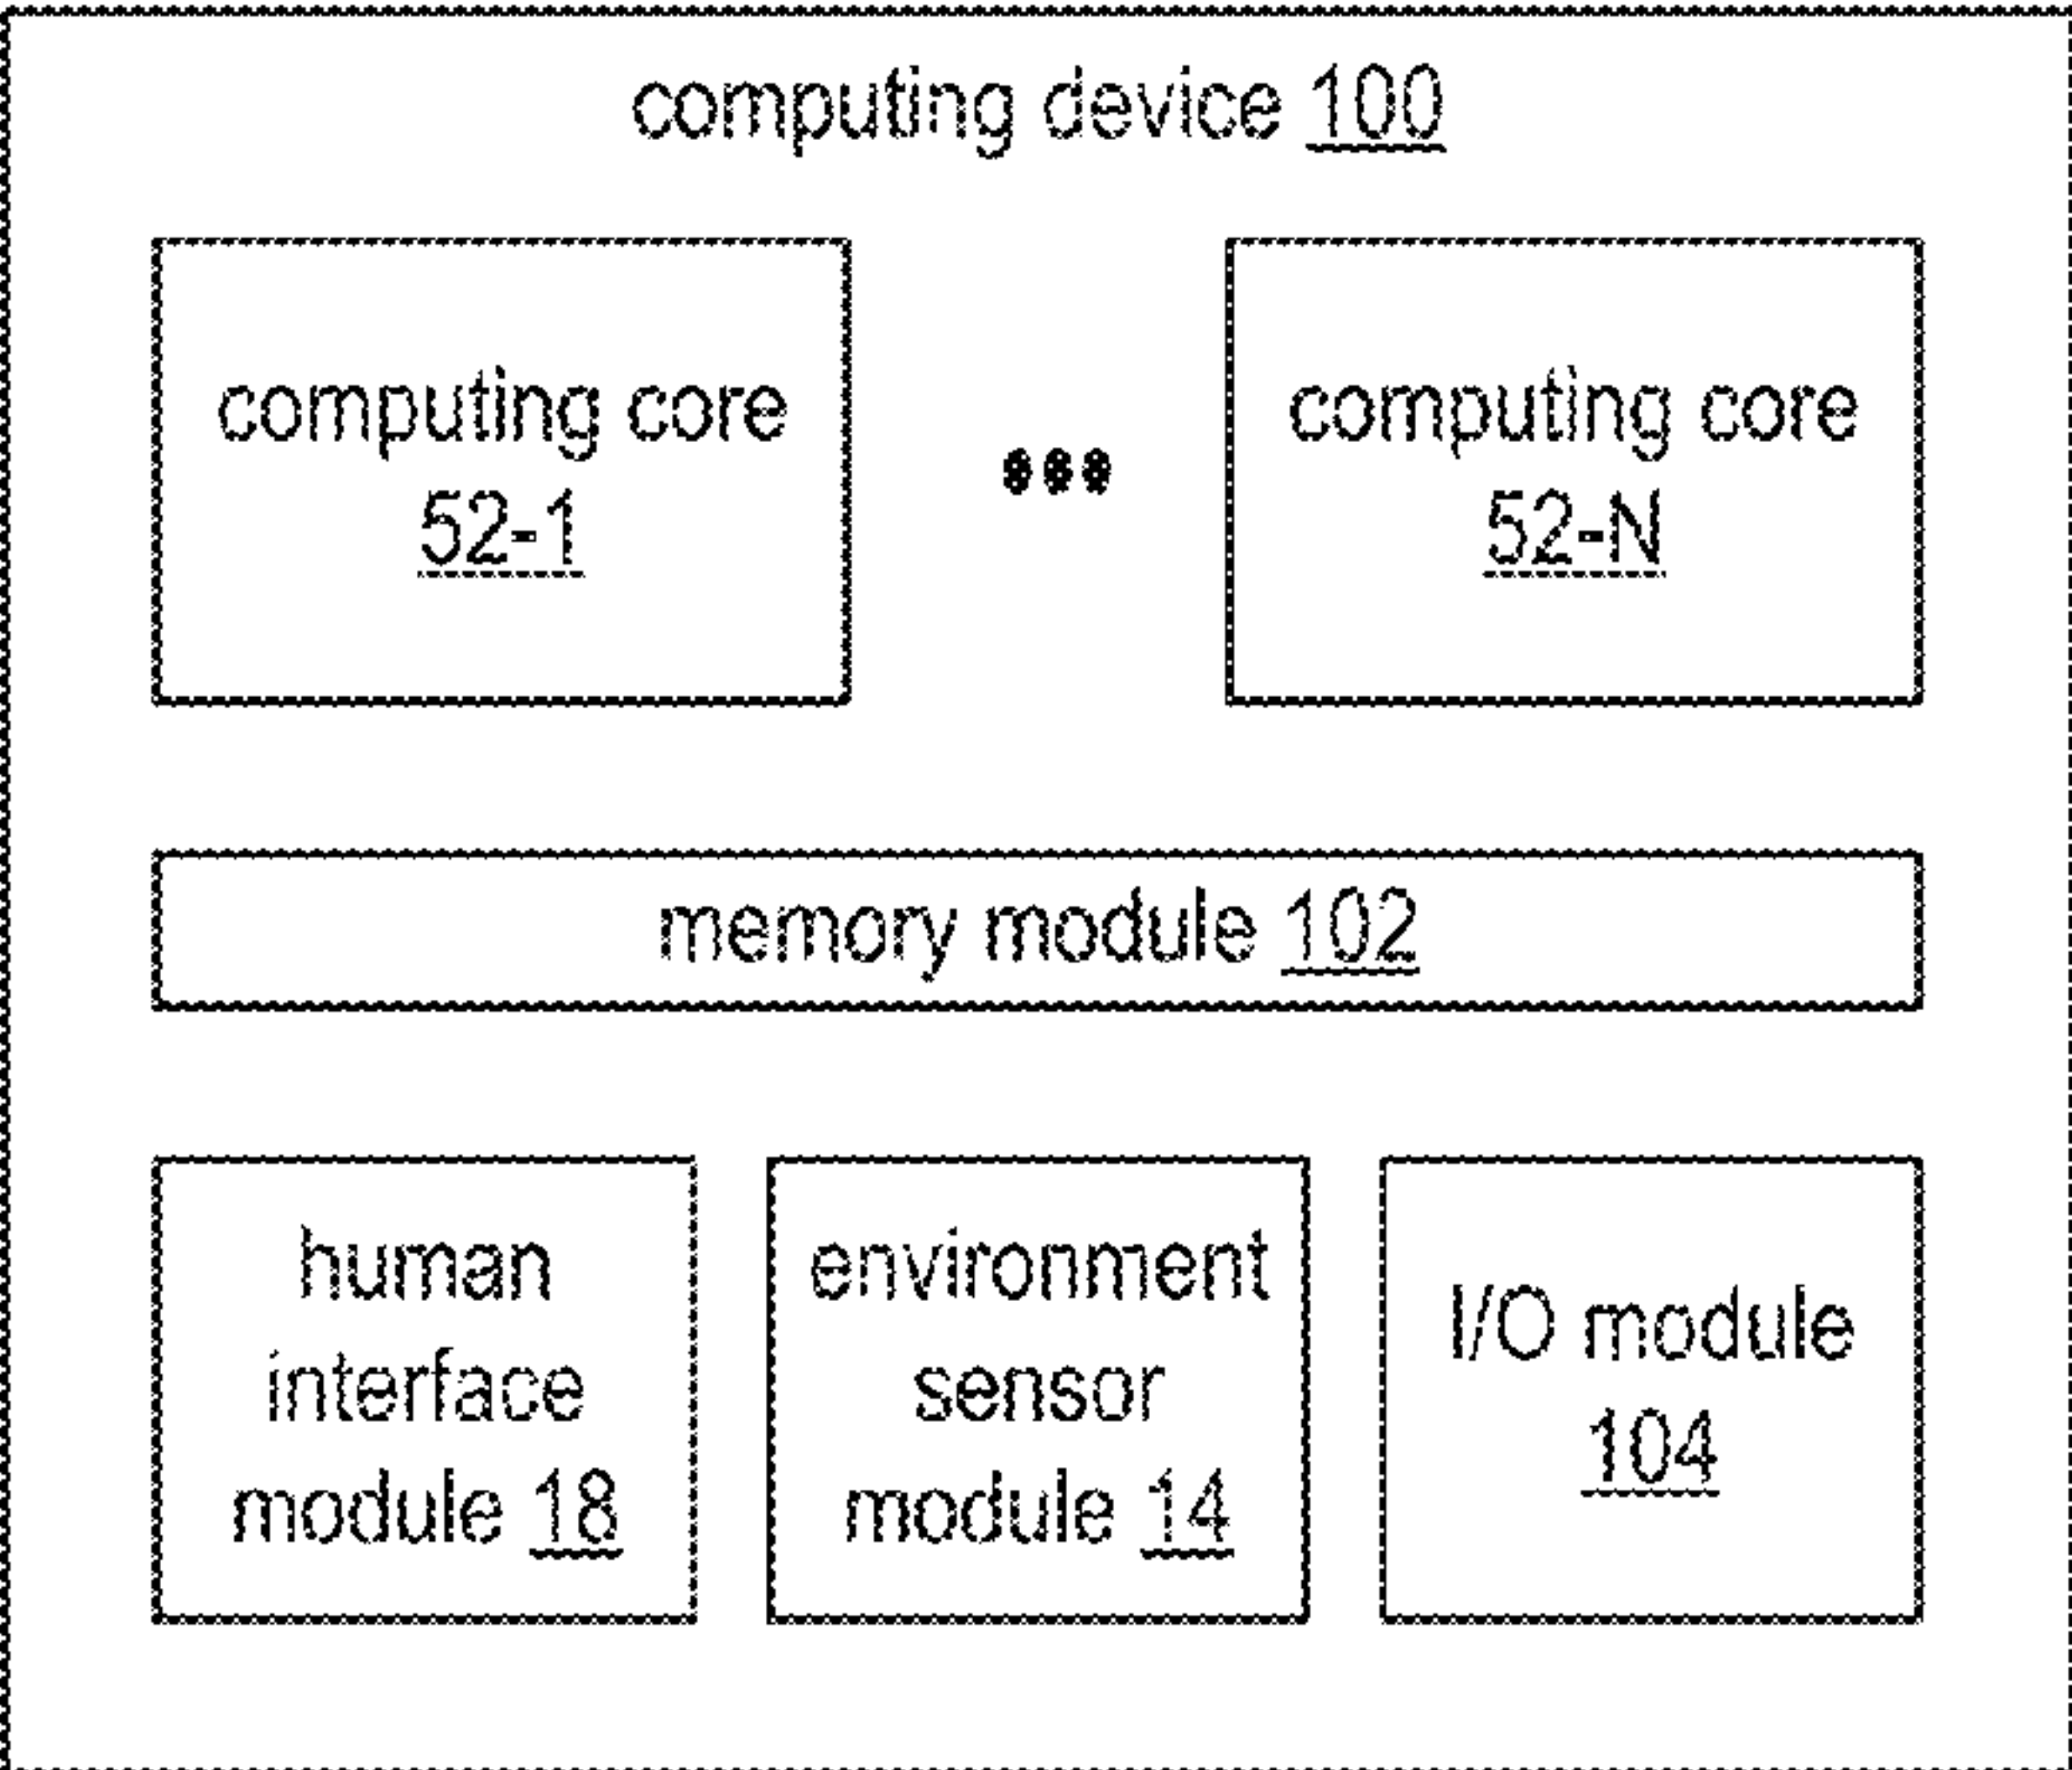 computing device 100
computing core
52-1
computing core
52-N
memory module 102
human
interface
module 18
environment
sensor
module 14
I/O module
104